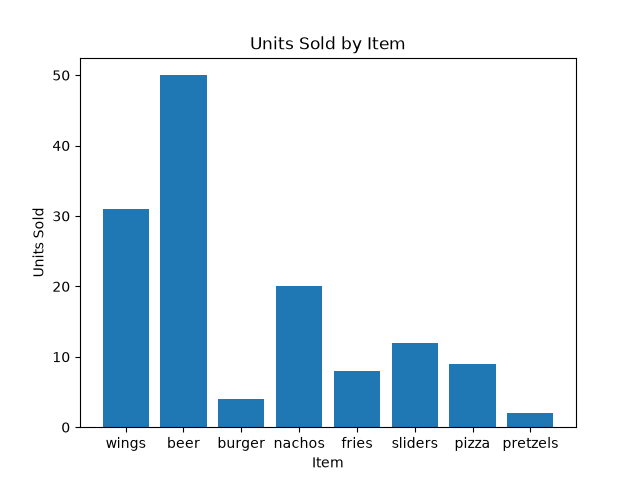 Units Sold by Item
Units Sold
50
40
30
20
10
0
wings beer burger nachos fries sliders pizza pretzels
Item